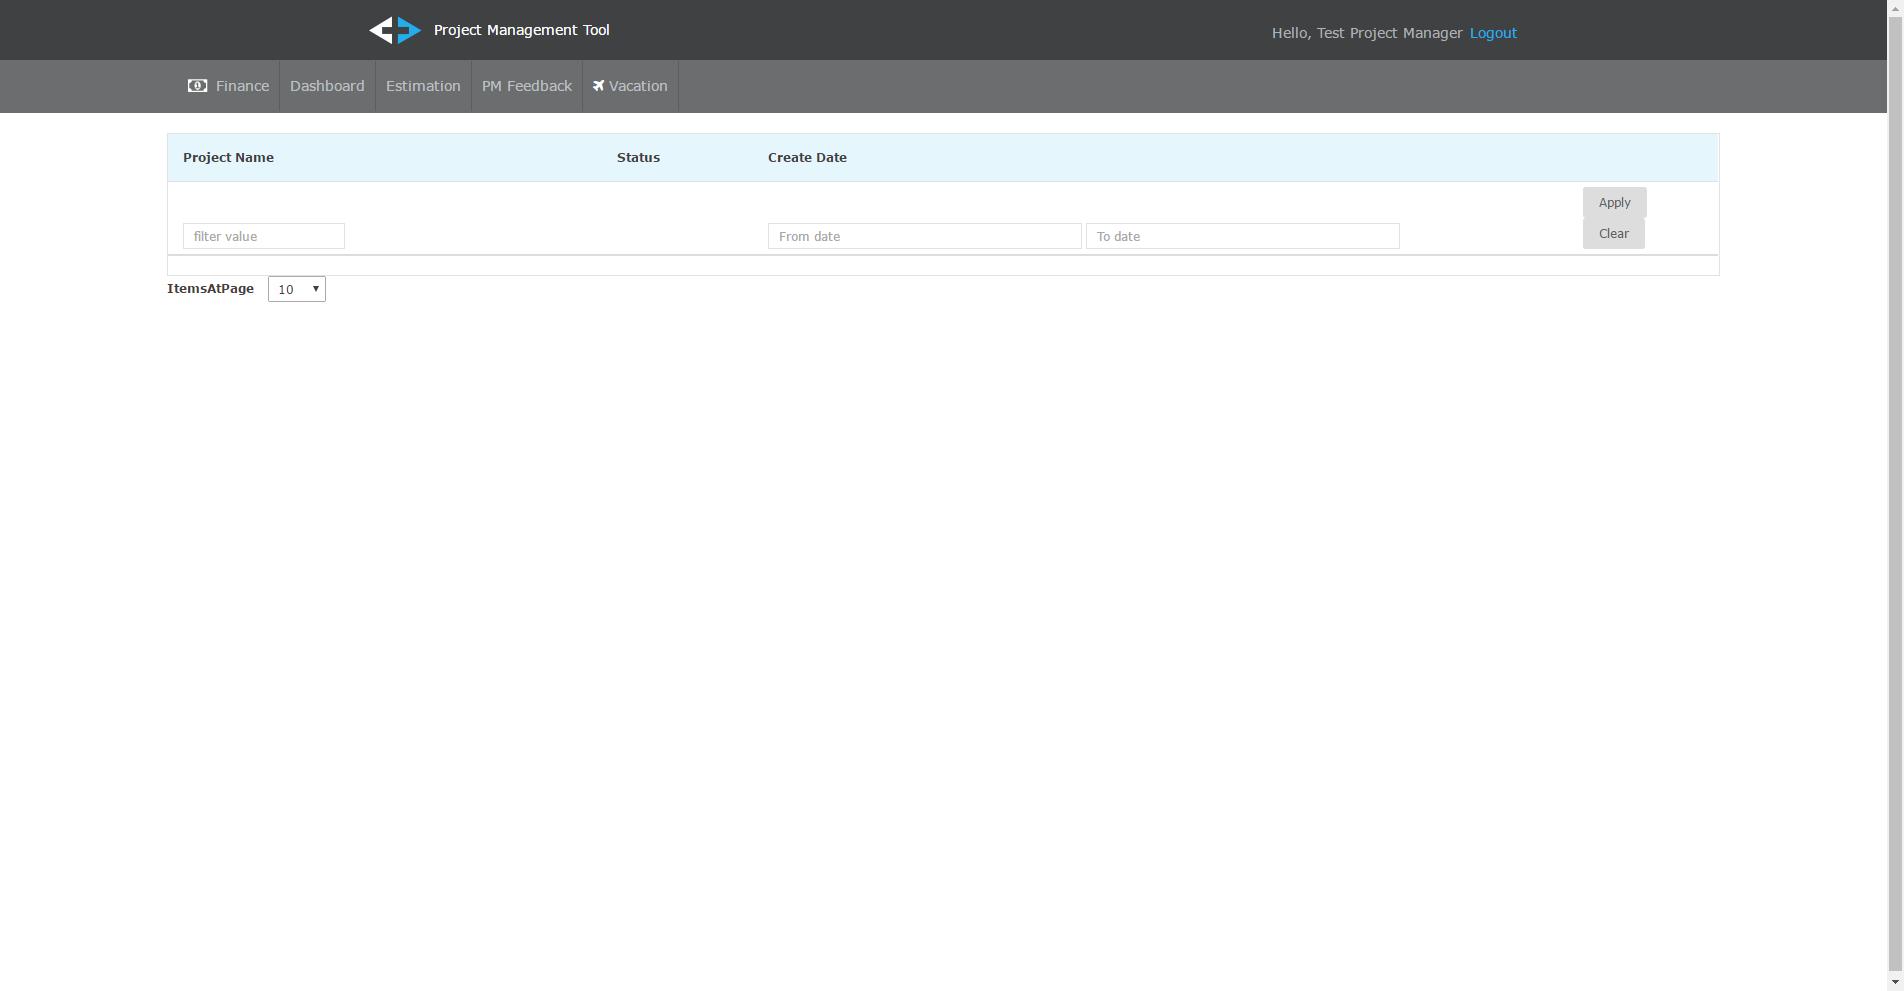 Project Management Tool
Hello, Test Project Manager Logout
Finance Dashboard Estimation PM Feedback Vacation
Project Name Status Create Date
Apply
filter value From date To date Clear
ItemsAtPage 10